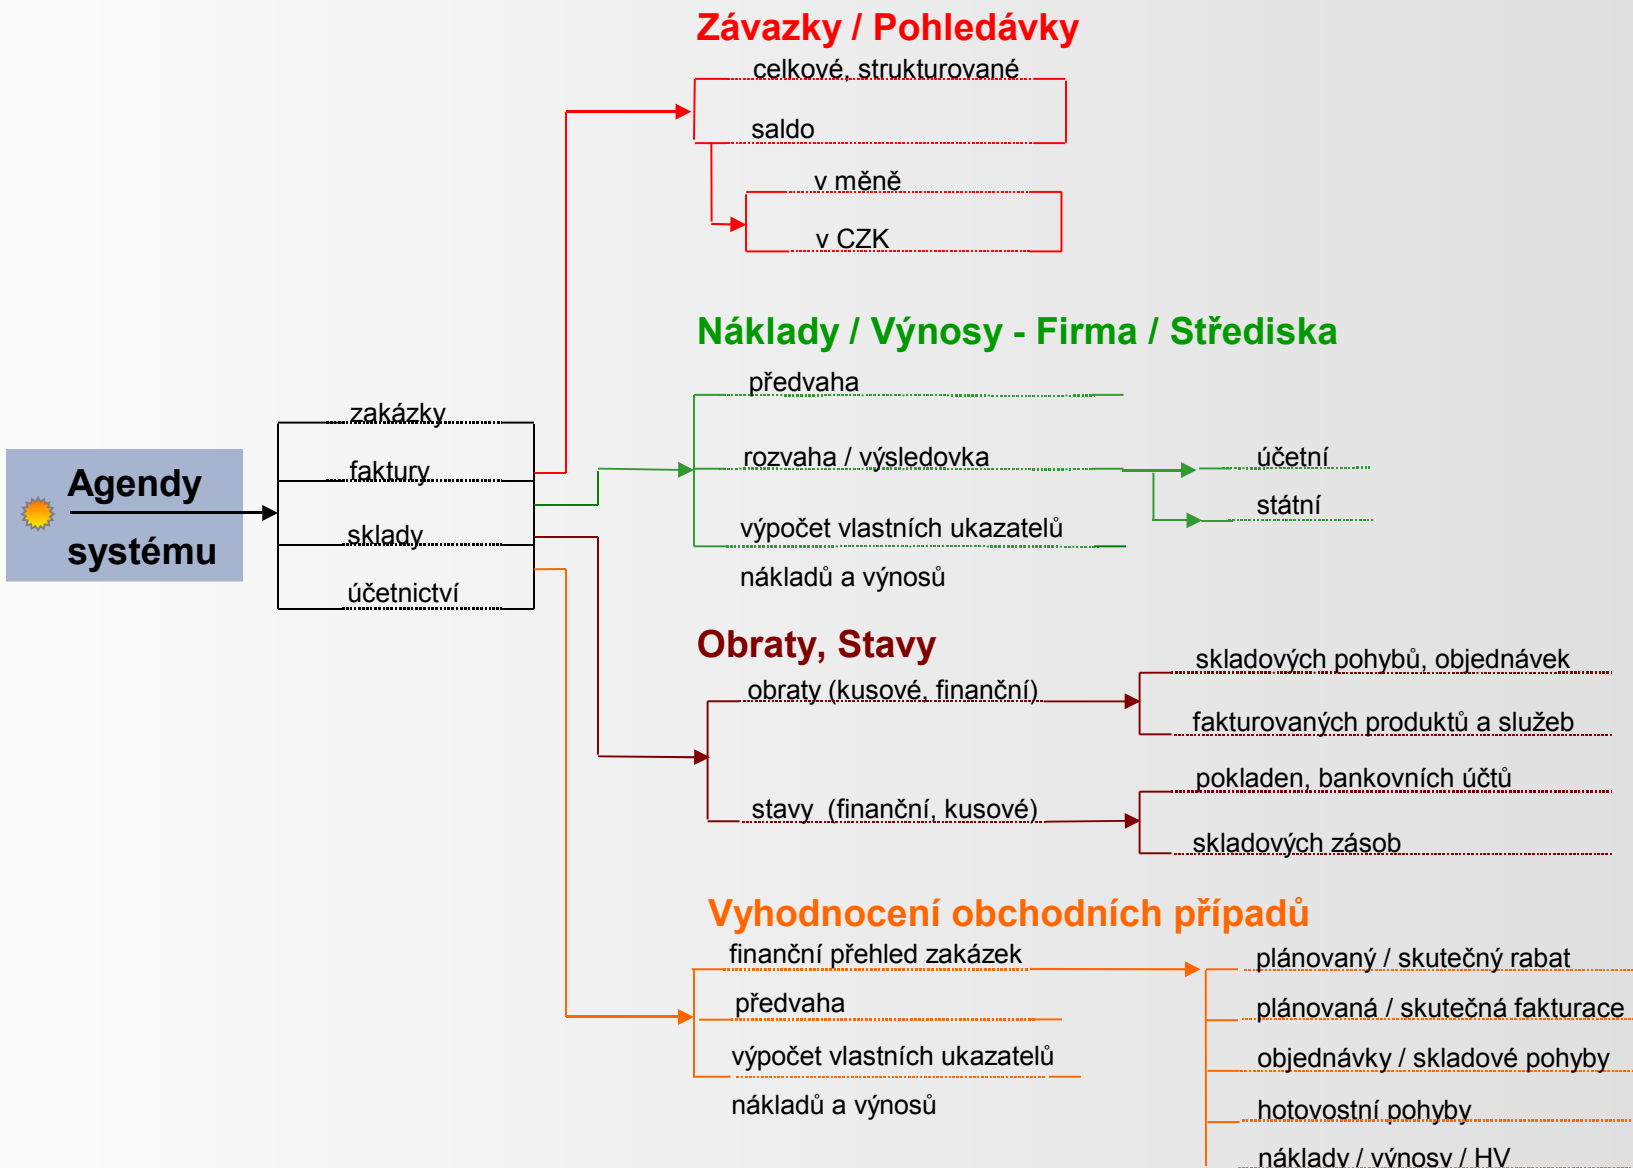 Závazky / Pohledávky
celkové, strukturované
saldo
v měně
v CZK
Náklady / Výnosy - Firma / Střediska
předvaha
rozvaha / výsledovka
účetní
státní
výpočet vlastních ukazatelů
nákladů a výnosů
Agendy
systému
zakázky
faktury
sklady
účetnictví
Obraty, Stavy
obraty (kusové, finanční)
skladových pohybů, objednávek
fakturovaných produktů a služeb
stavy  (finanční, kusové)
pokladen, bankovních účtů
skladových zásob
Vyhodnocení obchodních případů
finanční přehled zakázek
předvaha
výpočet vlastních ukazatelů
nákladů a výnosů
plánovaný / skutečný rabat
plánovaná / skutečná fakturace
objednávky / skladové pohyby
hotovostní pohyby
náklady / výnosy / HV